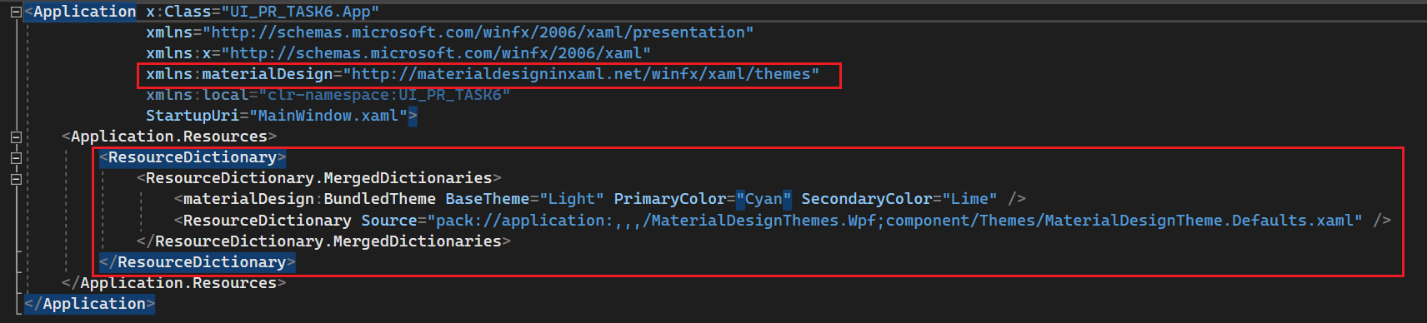 <Application x:Class="UI_PR_TASK6.App"
xmlns="http://schemas.microsoft.com/winfx/2006/xaml/presentation"
xmlns:x="http://schemas.microsoft.com/winfx/2006/xaml"
xmlns:materialDesign="http://materialdesigninxaml.net/winfx/xaml/themes"
xmlns:local="clr-namespace:UI_PR_TASK6"
StartupUri="MainWindow.xaml">
<Application.Resources>
<ResourceDictionary>
<ResourceDictionary.MergedDictionaries>
<materialDesign:BundledTheme BaseTheme="Light" PrimaryColor="Cyan" SecondaryColor="Lime" />
<ResourceDictionary Source="pack://application:,,,/MaterialDesignThemes.Wpf;component/Themes/MaterialDesignTheme.Defaults.xaml" />
</ResourceDictionary.MergedDictionaries>
</ResourceDictionary>
</Application.Resources>
</Application>